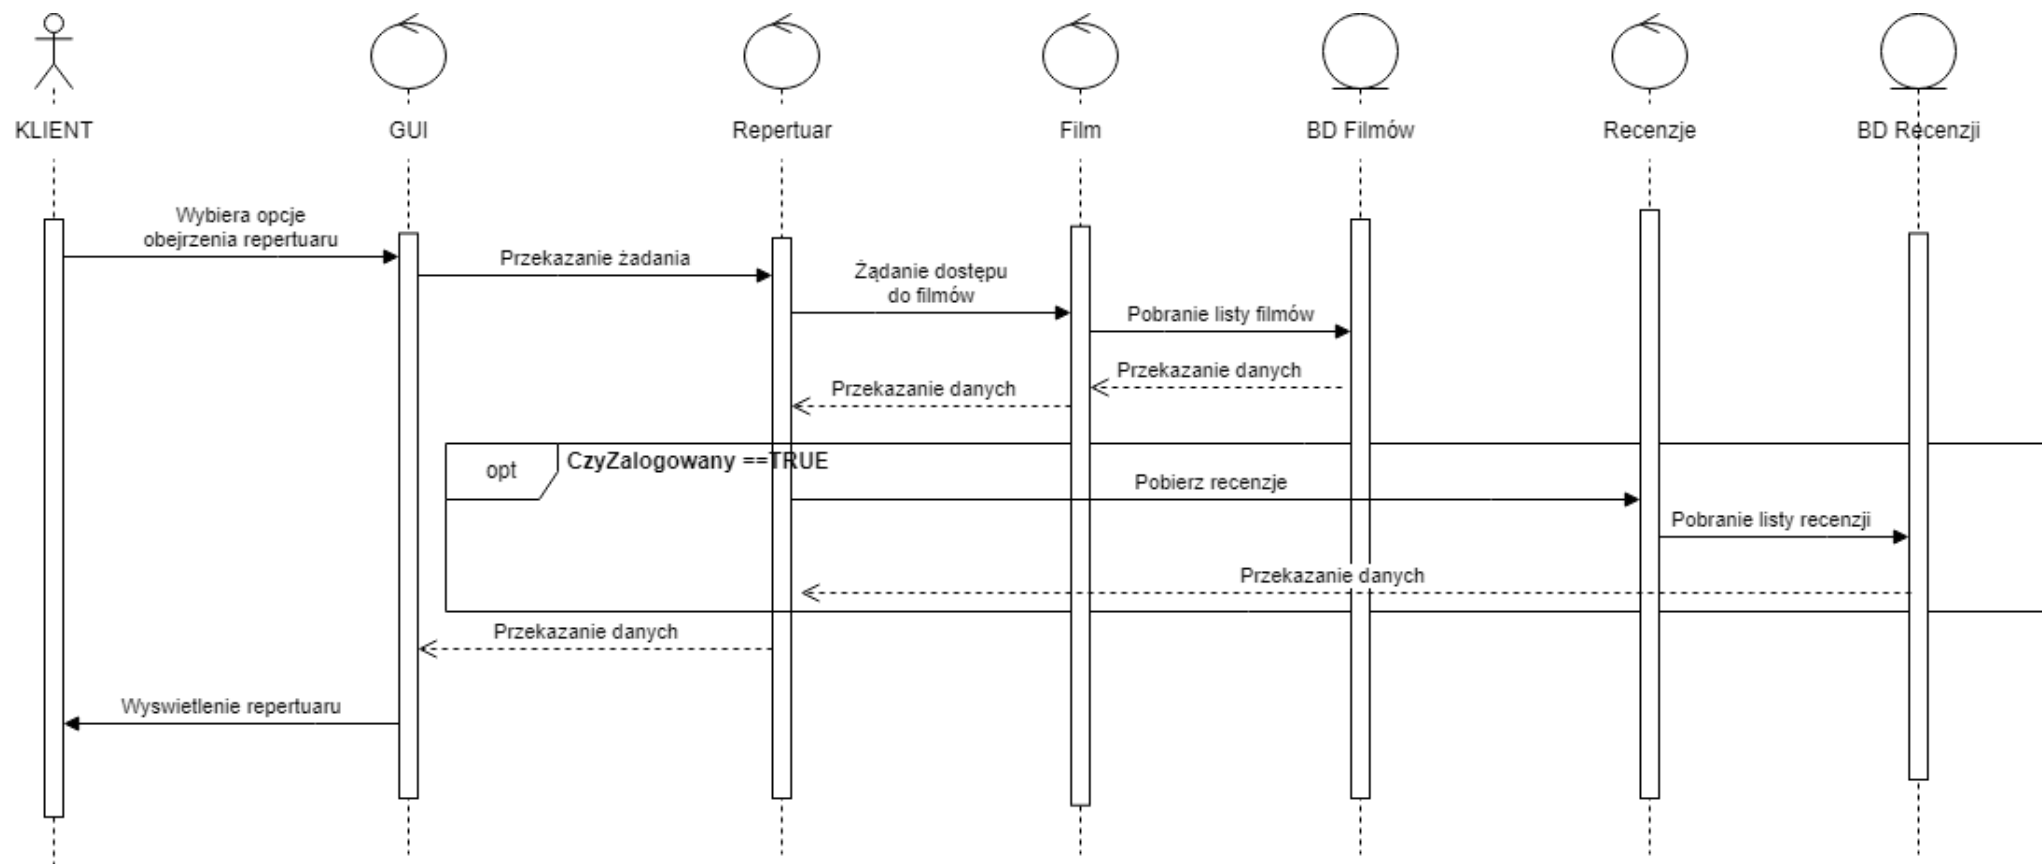 KLIENT
GUI
Repertuar
Film
BD Filmów
Recenzje
BD Recenzji
Wybiera opcje
obejrzenia repertuaru
Przekazanie żadania
Żądanie dostępu
do filmów
Pobranie listy filmów
Przekazanie danych
Przekazanie danych
opt
CzyZalogowany ==TRUE
Pobierz recenzje
Pobranie listy recenzji
Przekazanie danych
Przekazanie danych
Wyswietlenie repertuaru